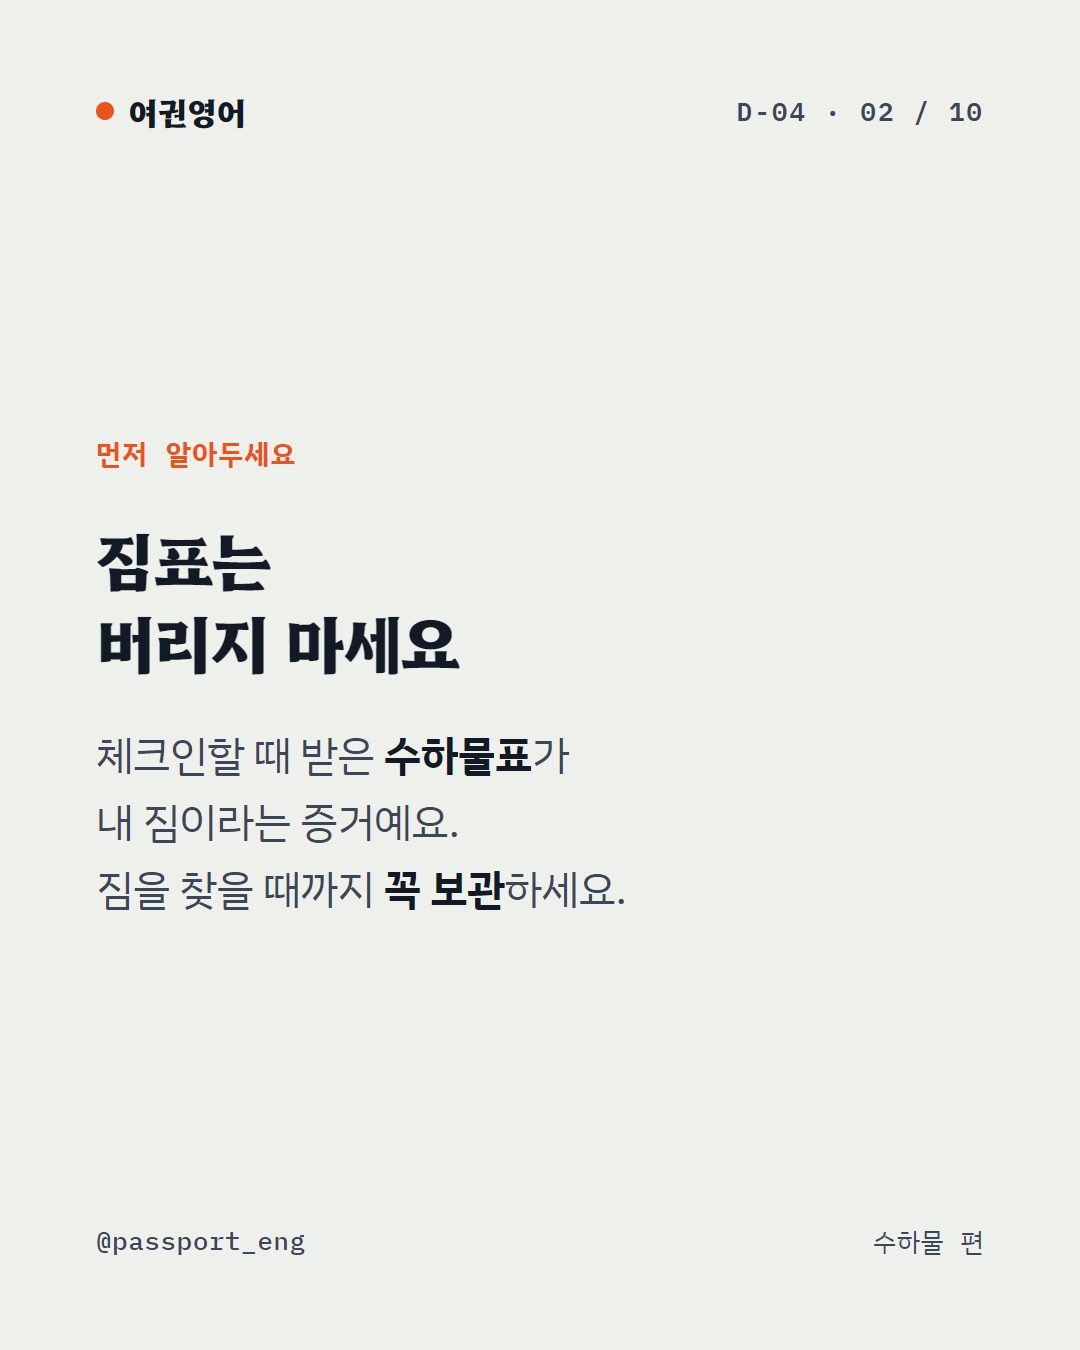 여권영어
D-04 · 02 / 10
먼저 알아두세요
짐표는
버리지 마세요
체크인할 때 받은 수하물표가
내 짐이라는 증거예요.
짐을 찾을 때까지 꼭 보관하세요.
@passport_eng
수하물 편